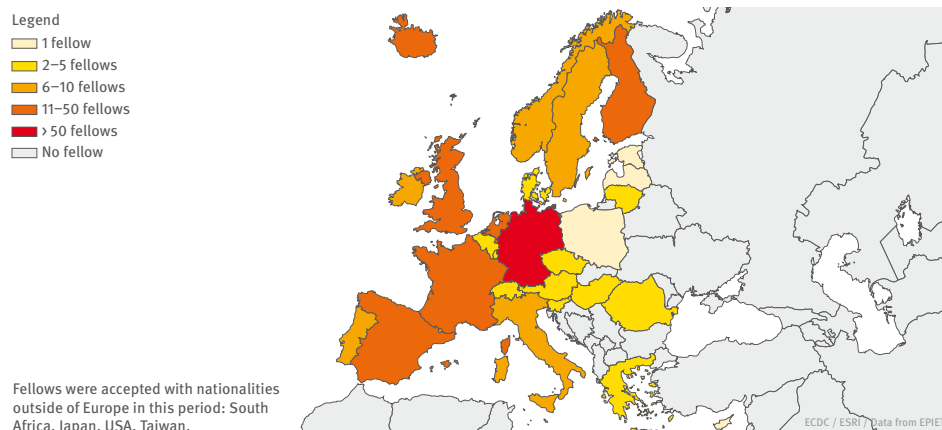 Legend
1 fellow
2–5 fellows
6–10 fellows
11–50 fellows
> 50 fellows
No fellow
Fellows were accepted with nationalities
outside of Europe in this period: South
Africa, Japan, USA, Taiwan.
ECDC / ESRI / Data from EPIET